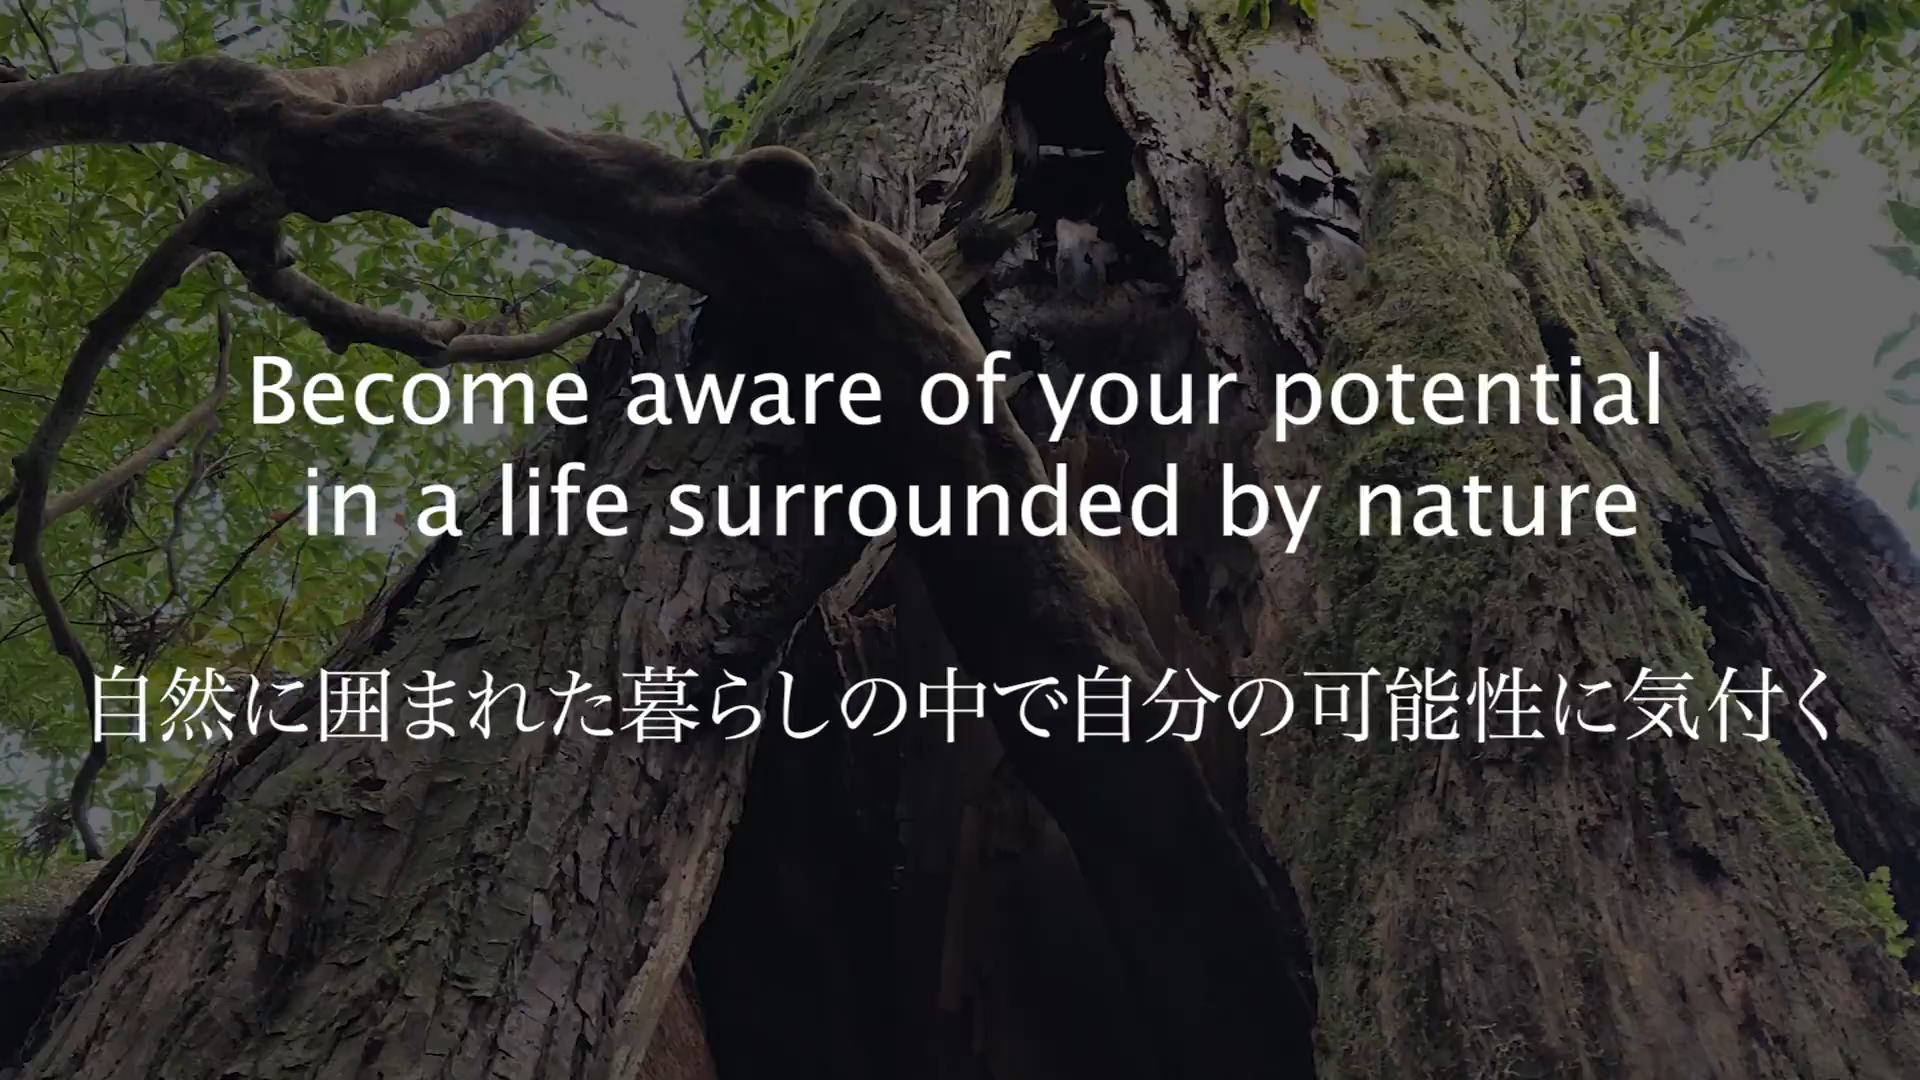 Become aware of your potential
in a life surrounded by nature
自然に囲まれた暮らしの中で自分の可能性に気付く